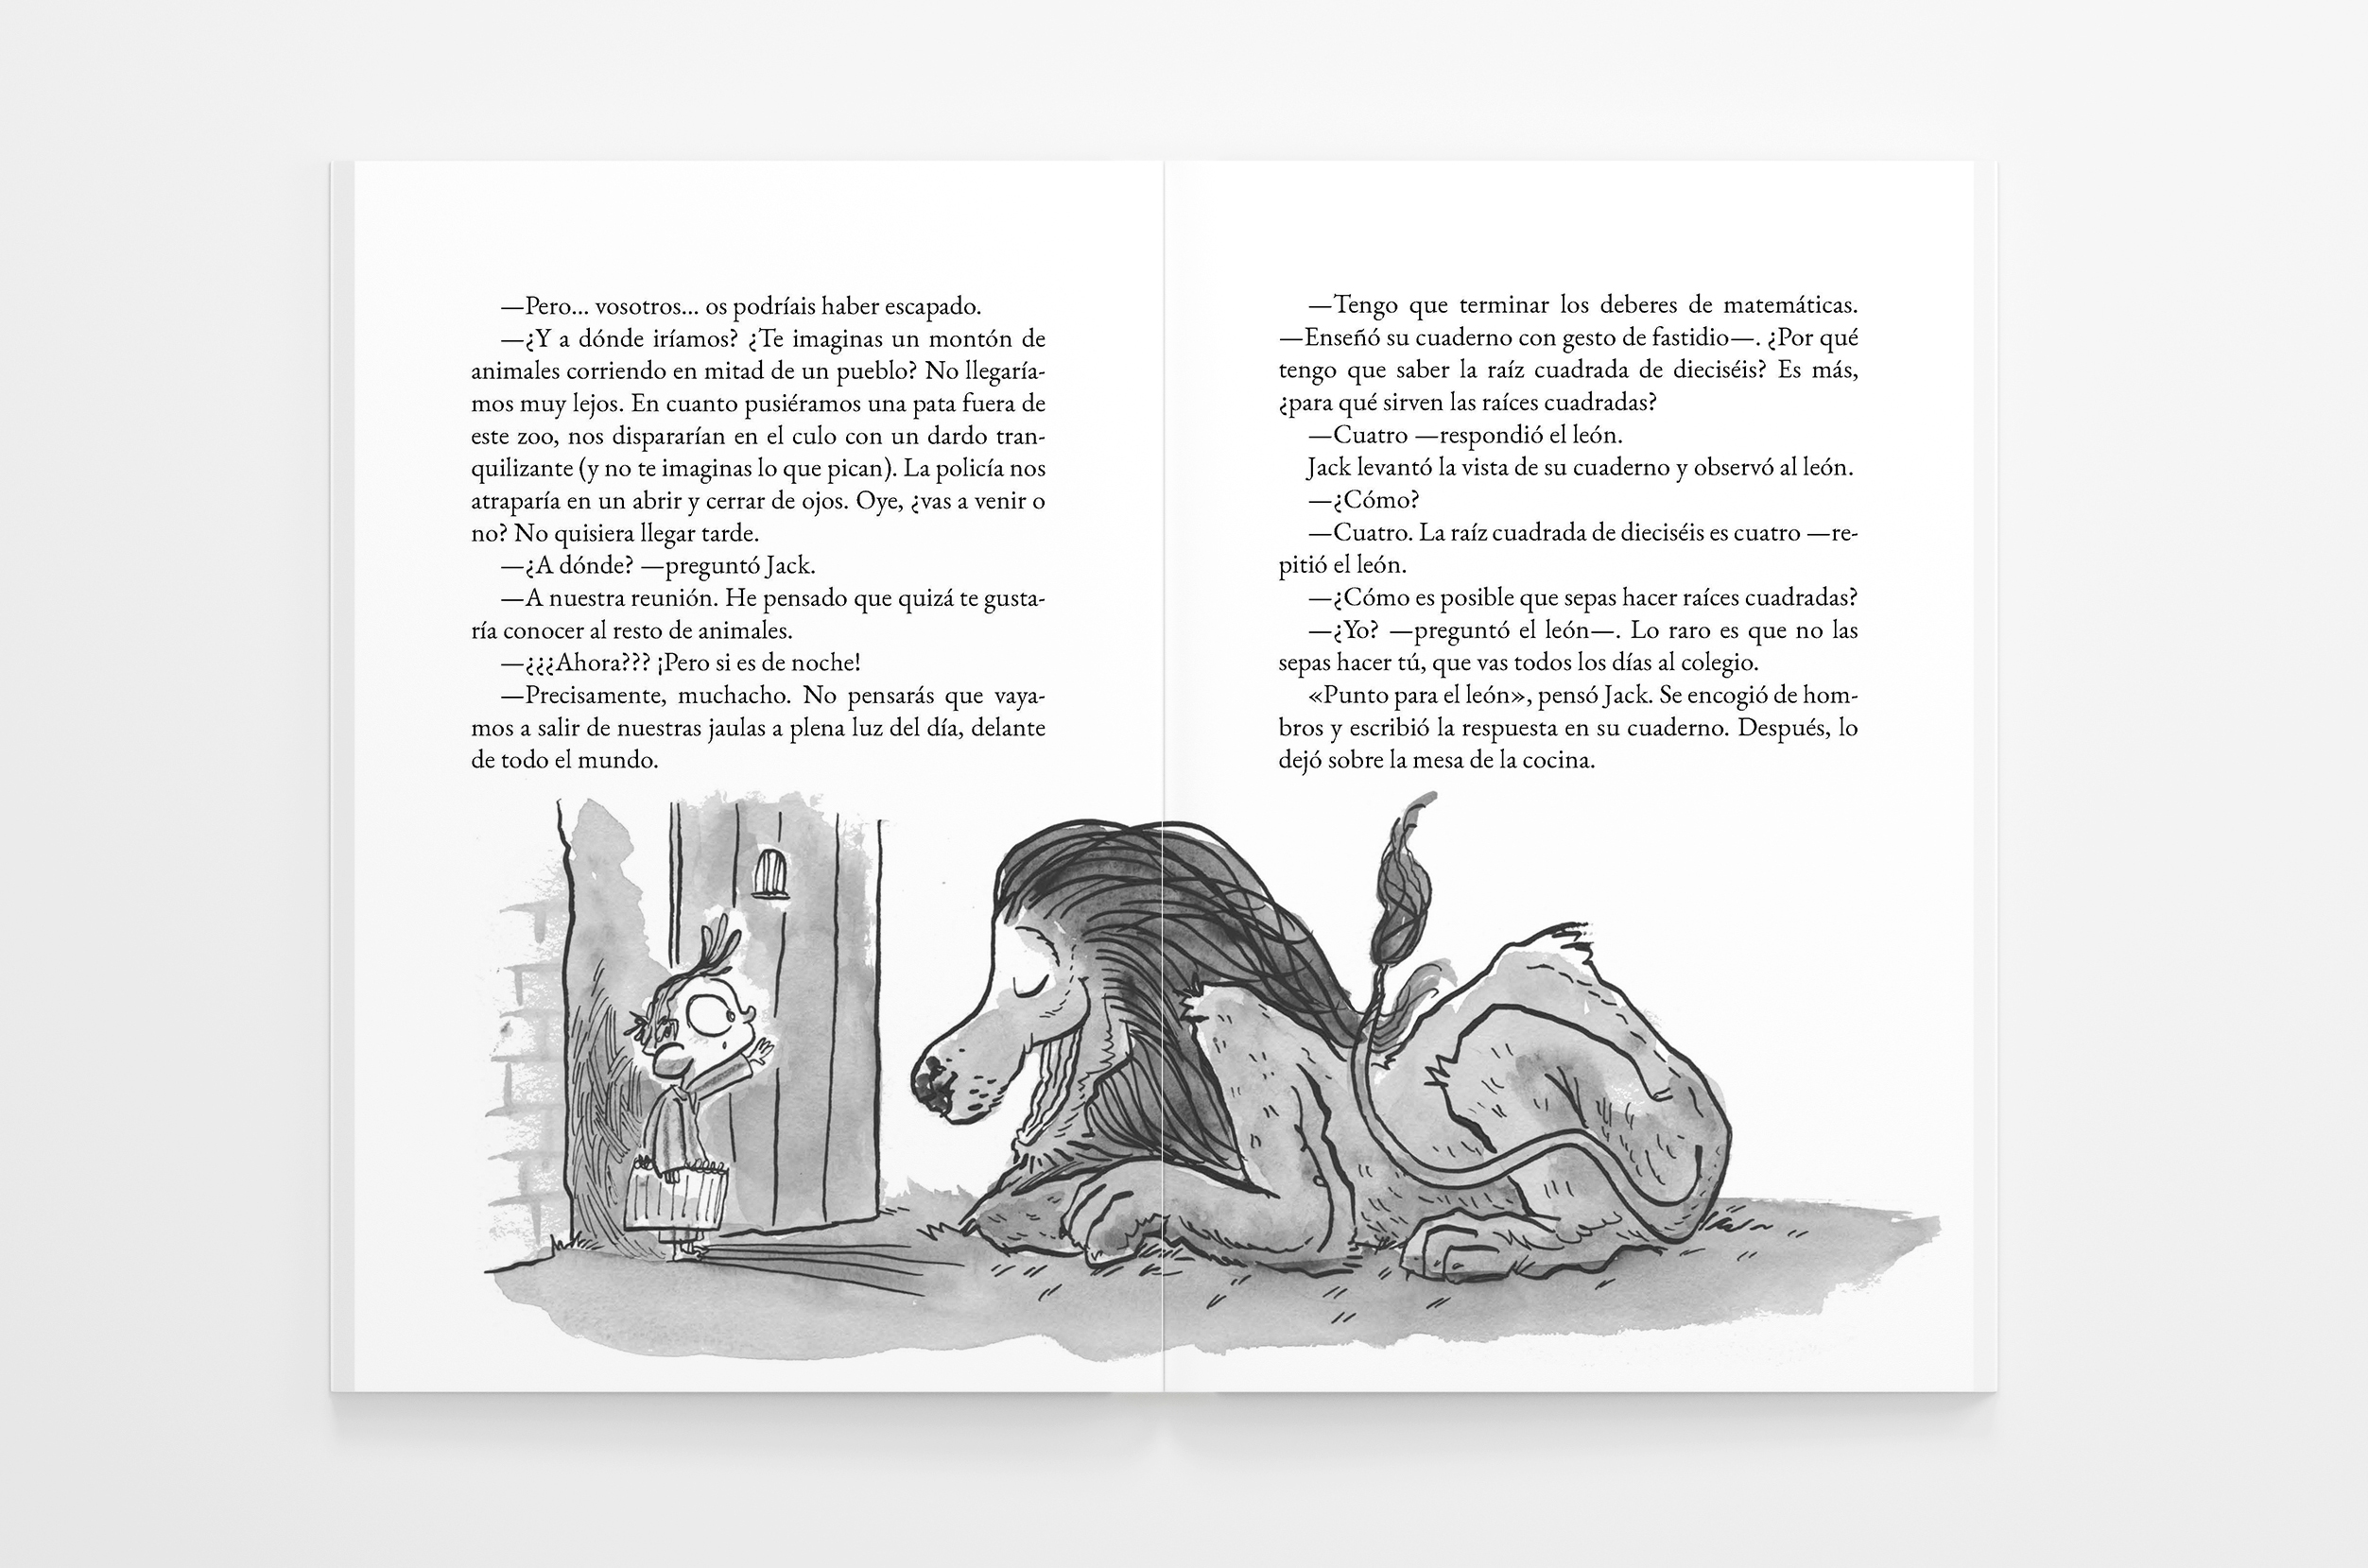 —Pero... vosotros... os podríais haber escapado.
—¿Y a dónde iríamos? ¿Te imaginas un montón de
animales corriendo en mitad de un pueblo? No llegaría-
mos muy lejos. En cuanto pusiéramos una pata fuera de
este zoo, nos dispararían en el culo con un dardo tran-
quilizante (y no te imaginas lo que pican). La policía nos
atraparía en un abrir y cerrar de ojos. Oye, ¿vas a venir o
no? No quisiera llegar tarde.
—¿A dónde? —preguntó Jack.
—A nuestra reunión. He pensado que quizá te gusta-
ría conocer al resto de animales.
—¿¿¿Ahora??? ¡Pero si es de noche!
—Precisamente, muchacho. No pensarás que vaya-
mos a salir de nuestras jaulas a plena luz del día, delante
de todo el mundo.
—Tengo que terminar los deberes de matemáticas.
—Enseñó su cuaderno con gesto de fastidio—. ¿Por qué
tengo que saber la raíz cuadrada de dieciséis? Es más,
¿para qué sirven las raíces cuadradas?
—Cuatro —respondió el león.
Jack levantó la vista de su cuaderno y observó al león.
—¿Cómo?
—Cuatro. La raíz cuadrada de dieciséis es cuatro —re-
pitió el león.
—¿Cómo es posible que sepas hacer raíces cuadradas?
—¿Yo? —preguntó el león—. Lo raro es que no las
sepas hacer tú, que vas todos los días al colegio.
«Punto para el león», pensó Jack. Se encogió de hom-
bros y escribió la respuesta en su cuaderno. Después, lo
dejó sobre la mesa de la cocina.